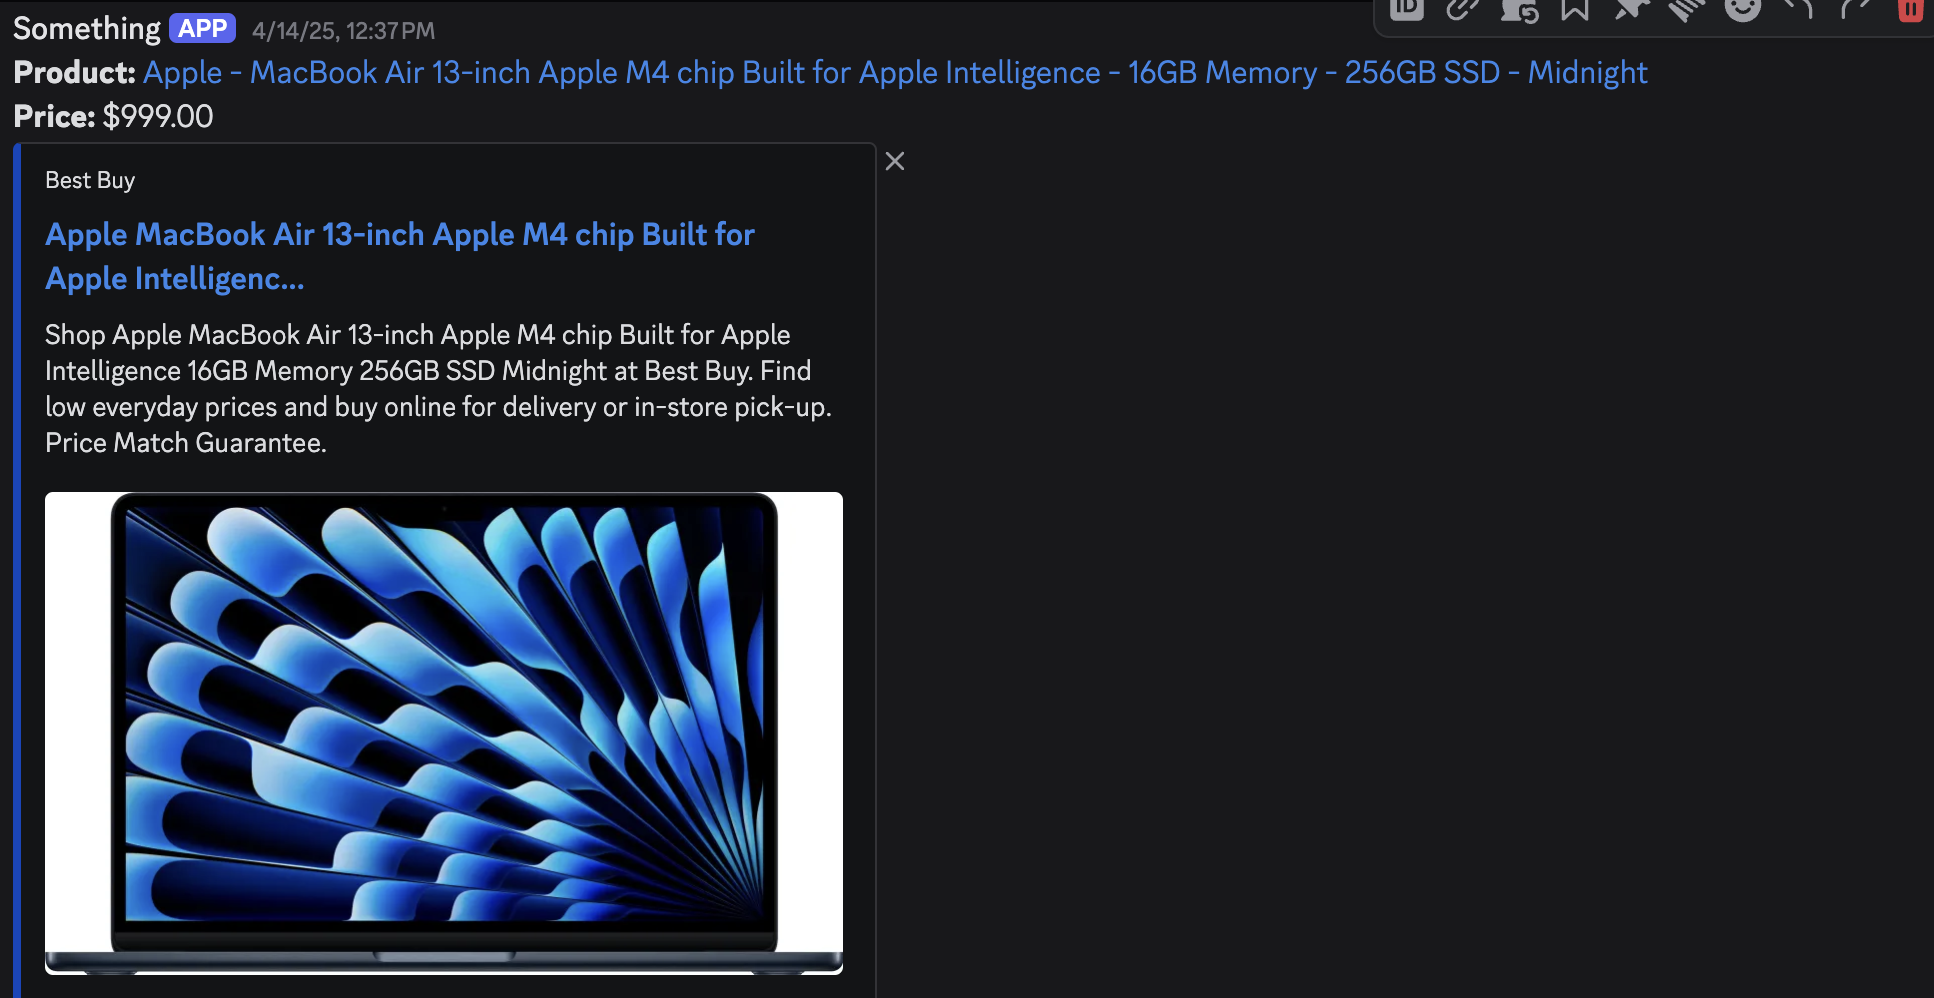 Something APP 4/14/25, 12:37 PM
Product: Apple - MacBook Air 13-inch Apple M4 chip Built for Apple Intelligence - 16GB Memory - 256GB SSD - Midnight
Price: $999.00
Best Buy
Apple MacBook Air 13-inch Apple M4 chip Built for
Apple Intelligenc...
Shop Apple MacBook Air 13-inch Apple M4 chip Built for Apple
Intelligence 16GB Memory 256GB SSD Midnight at Best Buy. Find
low everyday prices and buy online for delivery or in-store pick-up.
Price Match Guarantee.
ID